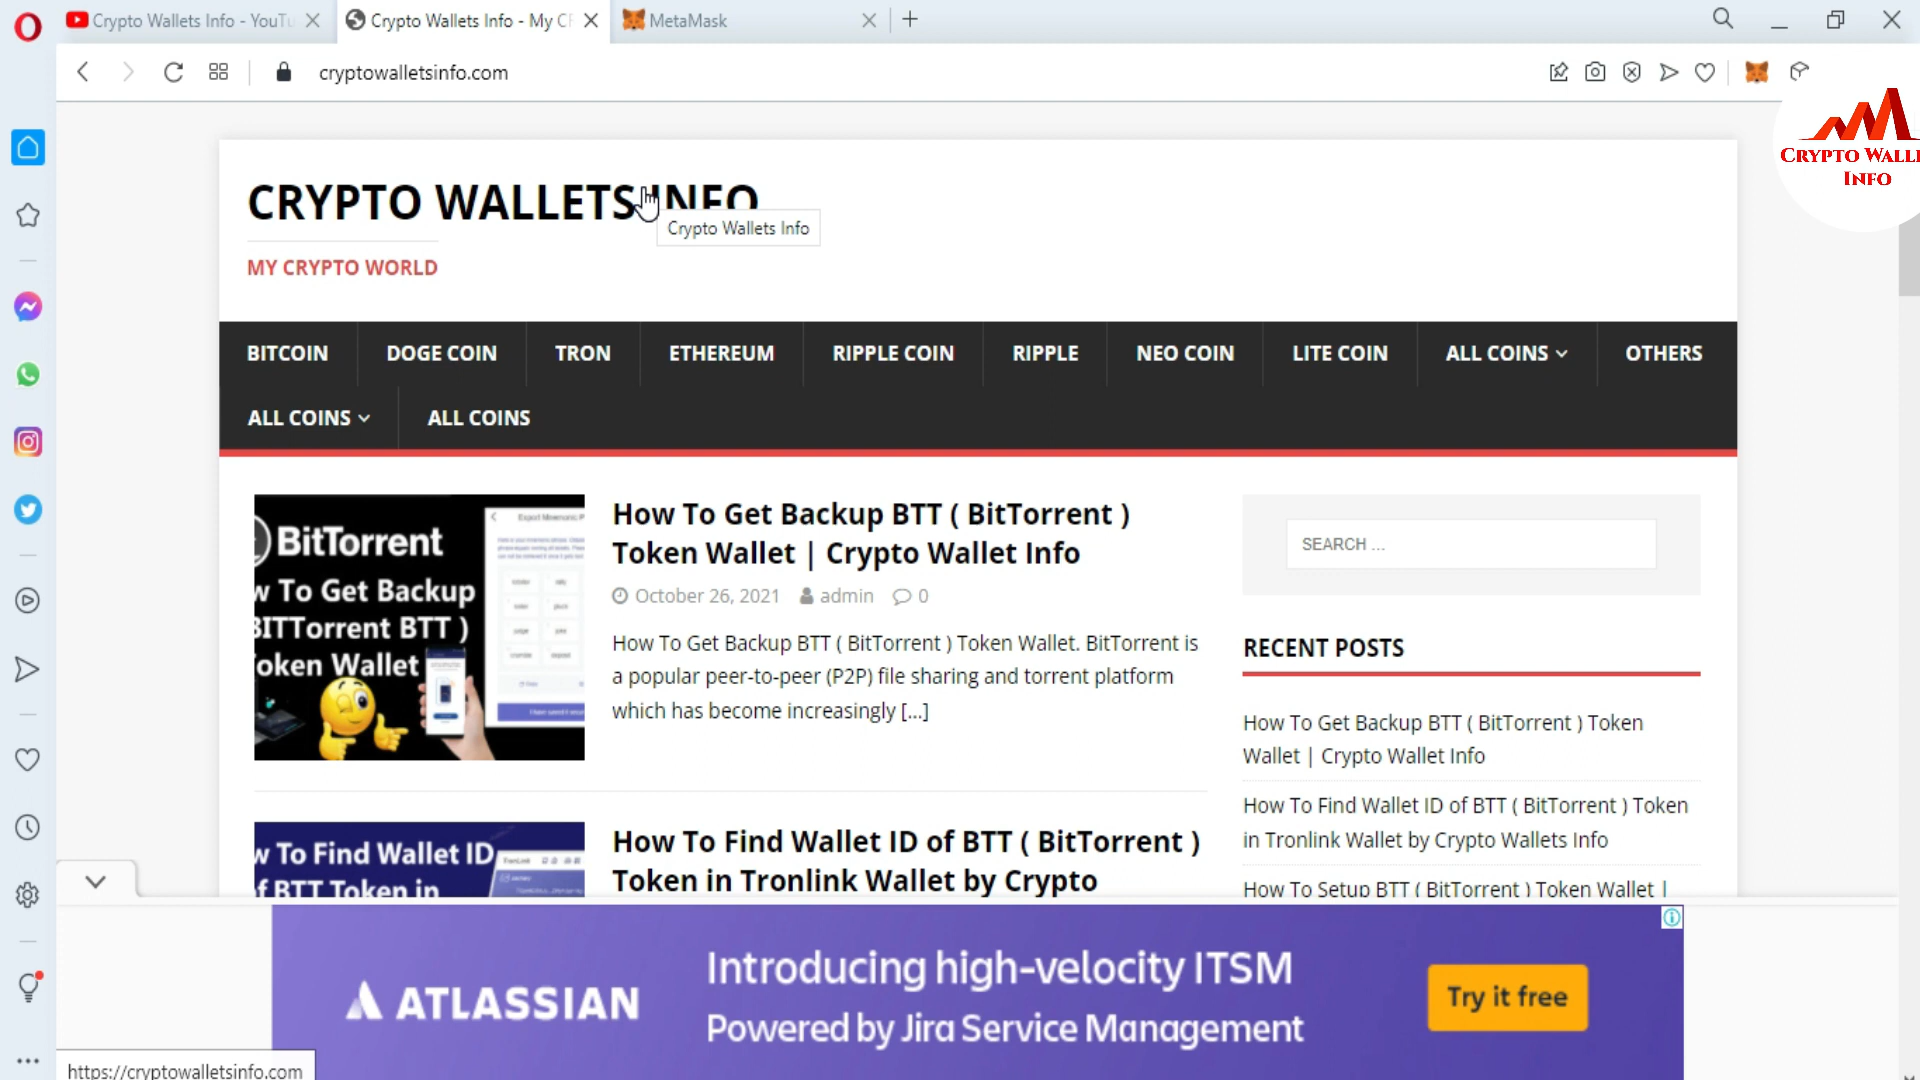 Crypto Wallets Info - YouTu
Crypto Wallets Info - My Cr
MetaMask
cryptowalletsinfo.com
CRYPTO WALLE
INFO
CRYPTO WALLETS INFO
Crypto Wallets Info
MY CRYPTO WORLD
BITCOIN
DOGE COIN
TRON
ETHEREUM
RIPPLE COIN
RIPPLE
NEO COIN
LITE COIN
ALL COINS
OTHERS
ALL COINS
ALL COINS
BitTorrent
w To Get Backup
BITTorrent BTT )
oken Wallet
How To Get Backup BTT ( BitTorrent )
Token Wallet | Crypto Wallet Info
October 26, 2021 admin 0
How To Get Backup BTT ( BitTorrent ) Token Wallet. BitTorrent is
a popular peer-to-peer (P2P) file sharing and torrent platform
which has become increasingly [...]
SEARCH ...
RECENT POSTS
How To Get Backup BTT ( BitTorrent ) Token
Wallet | Crypto Wallet Info
How To Find Wallet ID of BTT ( BitTorrent ) Token
in Tronlink Wallet by Crypto Wallets Info
How To Setup BTT ( BitTorrent ) Token Wallet |
w To Find Wallet ID
of BTT Token in
How To Find Wallet ID of BTT ( BitTorrent )
Token in Tronlink Wallet by Crypto
ATLASSIAN
Introducing high-velocity ITSM
Powered by Jira Service Management
Try it free
https://cryptowalletsinfo.com